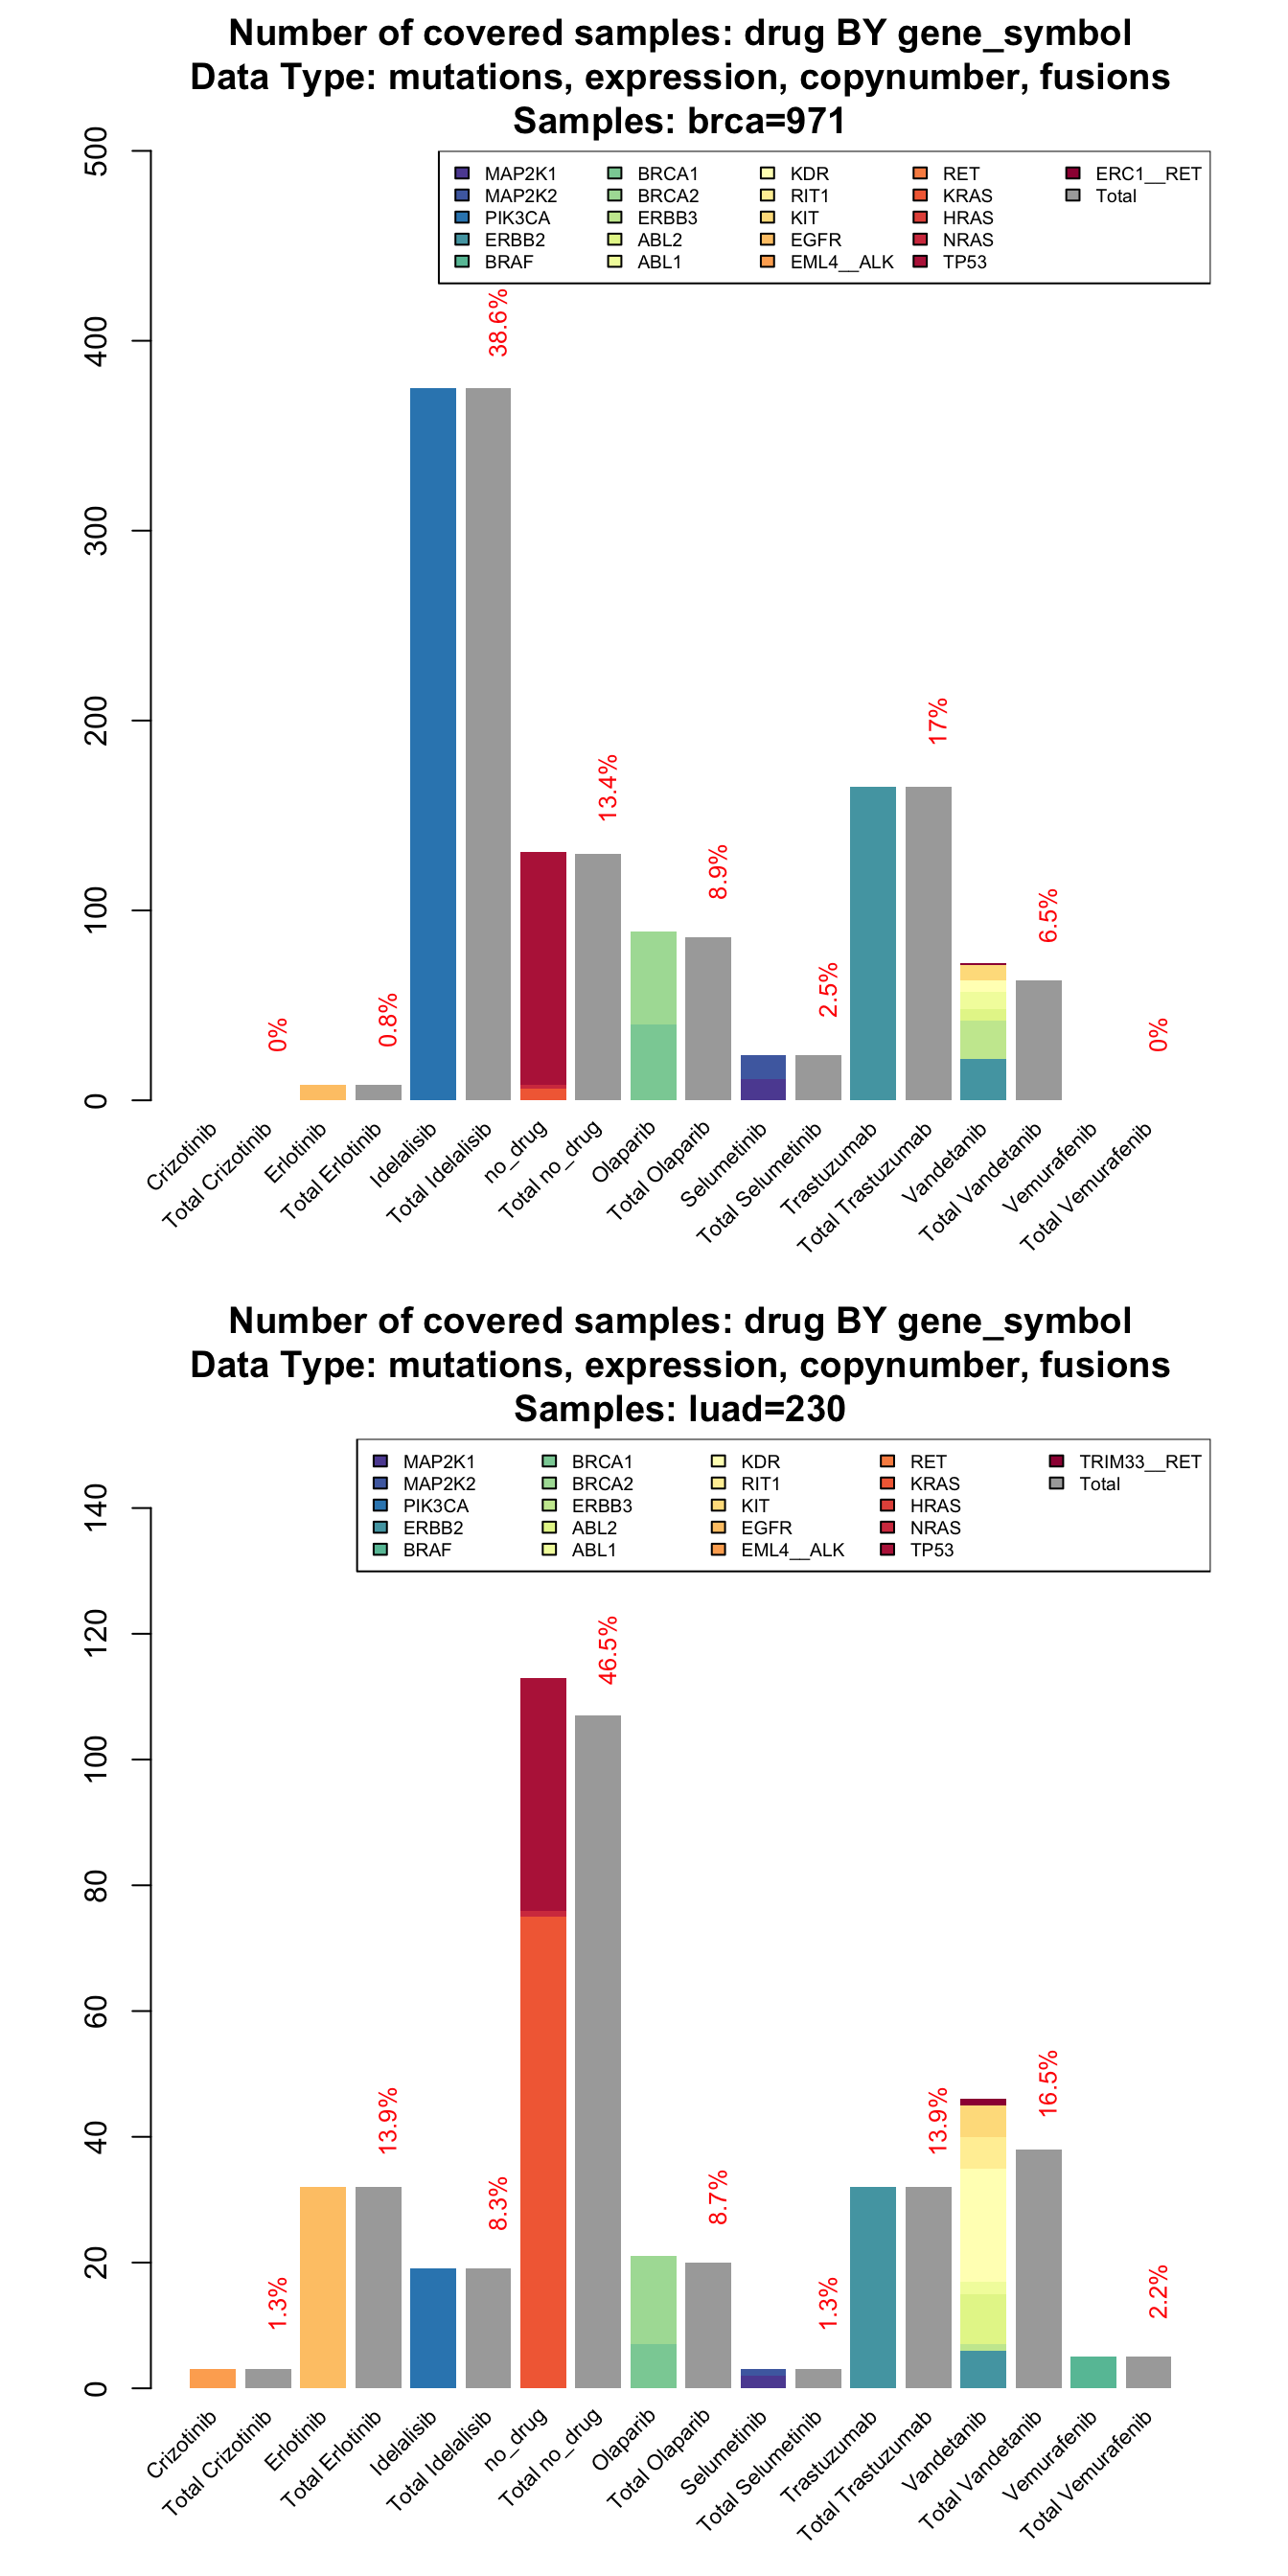 Number of covered samples: drug BY gene_symbol
Data Type: mutations, expression, copynumber, fusions
Samples: brca=971
MAP2K1 BRCA1 KDR RET ERC1__RET
MAP2K2 BRCA2 RIT1 KRAS Total
PIK3CA ERBB3 KIT HRAS
ERBB2 ABL2 EGFR NRAS
BRAF ABL1 EML4__ALK TP53
500
400
300
200
100
0
0%
0.8%
38.6%
13.4%
8.9%
2.5%
17%
6.5%
0%
Crizotinib
Total Crizotinib
Erlotinib
Total Erlotinib
Idelalisib
Total Idelalisib
no_drug
Total no_drug
Olaparib
Total Olaparib
Selumetinib
Total Selumetinib
Trastuzumab
Total Trastuzumab
Vandetanib
Total Vandetanib
Vemurafenib
Total Vemurafenib
Number of covered samples: drug BY gene_symbol
Data Type: mutations, expression, copynumber, fusions
Samples: luad=230
MAP2K1 BRCA1 KDR RET TRIM33__RET
MAP2K2 BRCA2 RIT1 KRAS Total
PIK3CA ERBB3 KIT HRAS
ERBB2 ABL2 EGFR NRAS
BRAF ABL1 EML4__ALK TP53
140
120
100
80
60
40
20
0
1.3%
13.9%
8.3%
46.5%
8.7%
1.3%
13.9%
16.5%
2.2%
Crizotinib
Total Crizotinib
Erlotinib
Total Erlotinib
Idelalisib
Total Idelalisib
no_drug
Total no_drug
Olaparib
Total Olaparib
Selumetinib
Total Selumetinib
Trastuzumab
Total Trastuzumab
Vandetanib
Total Vandetanib
Vemurafenib
Total Vemurafenib